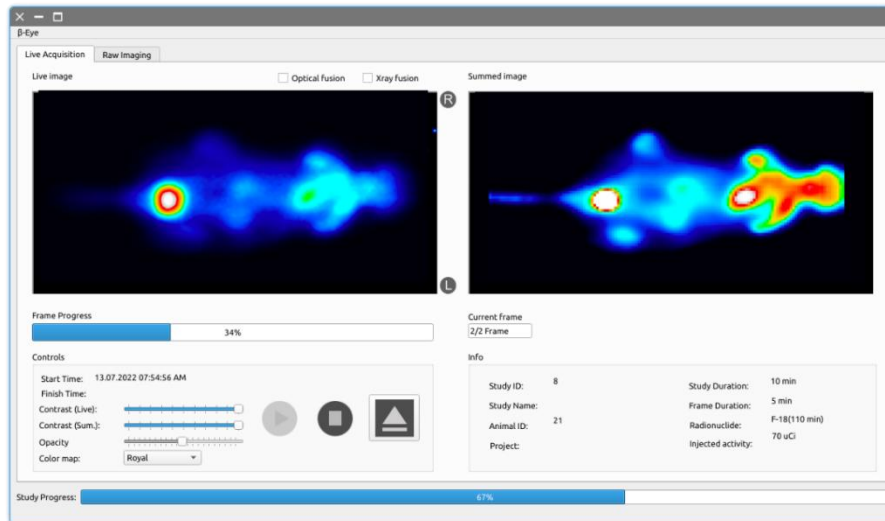 β-Eye
Live Acquisition Raw Imaging
Live image Optical fusion Xray fusion Summed image
R
L
Frame Progress
34%
Current frame
2/2 Frame
Controls
Start Time: 13.07.2022 07:54:56 AM
Finish Time:
Contrast (Live):
Contrast (Sum.):
Opacity
Color map: Royal
Info
Study ID: 8
Study Name:
Animal ID: 21
Project:
Study Duration: 10 min
Frame Duration: 5 min
Radionuclide: F-18(110 min)
Injected activity: 70 uCi
Study Progress: 67%